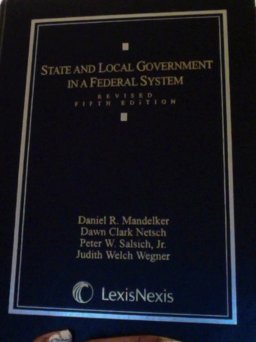 STATE AND LOCAL GOVERNMENT
IN A FEDERAL SYSTEM
REVISED
FIFTH EDITION
Daniel R. Mandelker
Dawn Clark Netsch
Peter W. Salsich, Jr.
Judith Welch Wegner
LexisNexis